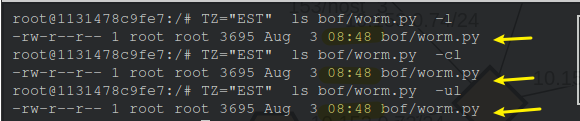 153/host_3
root@1131478c9fe7:/# TZ="EST"  ls bof/worm.py  -l
-rw-r--r-- 1 root root 3695 Aug  3 08:48 bof/worm.py
root@1131478c9fe7:/# TZ="EST"  ls bof/worm.py  -cl
-rw-r--r-- 1 root root 3695 Aug  3 08:48 bof/worm.py
root@1131478c9fe7:/# TZ="EST"  ls bof/worm.py  -ul
-rw-r--r-- 1 root root 3695 Aug  3 08:48 bof/worm.py